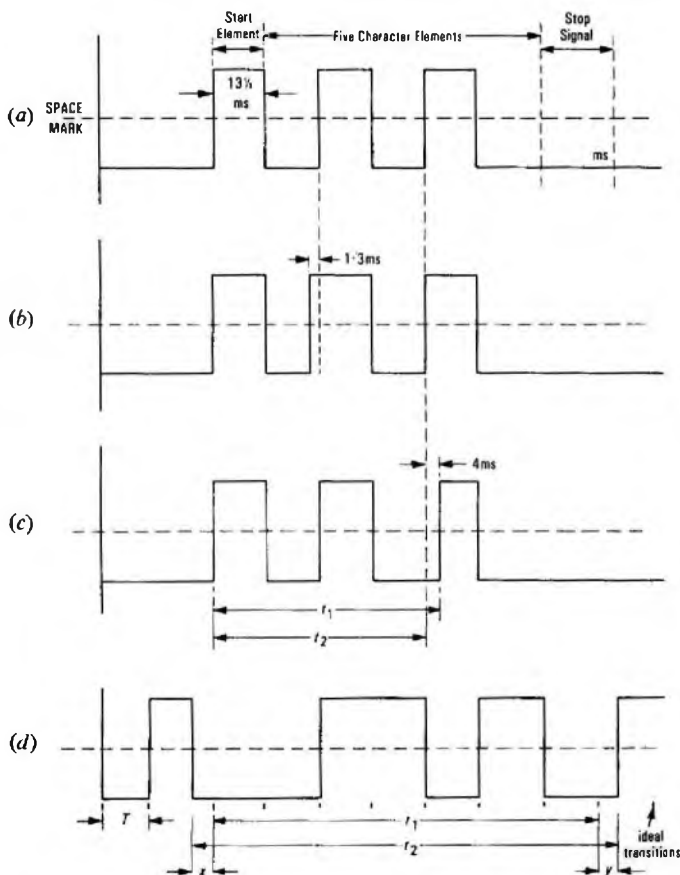 Start
Element
Five Character Elements
Stop
Signal
(a)
SPACE
MARK
13⅓
ms
ms
(b)
1·3ms
(c)
4ms
t₁
t₂
(d)
T
t₁
t₂
x
y
ideal
transitions